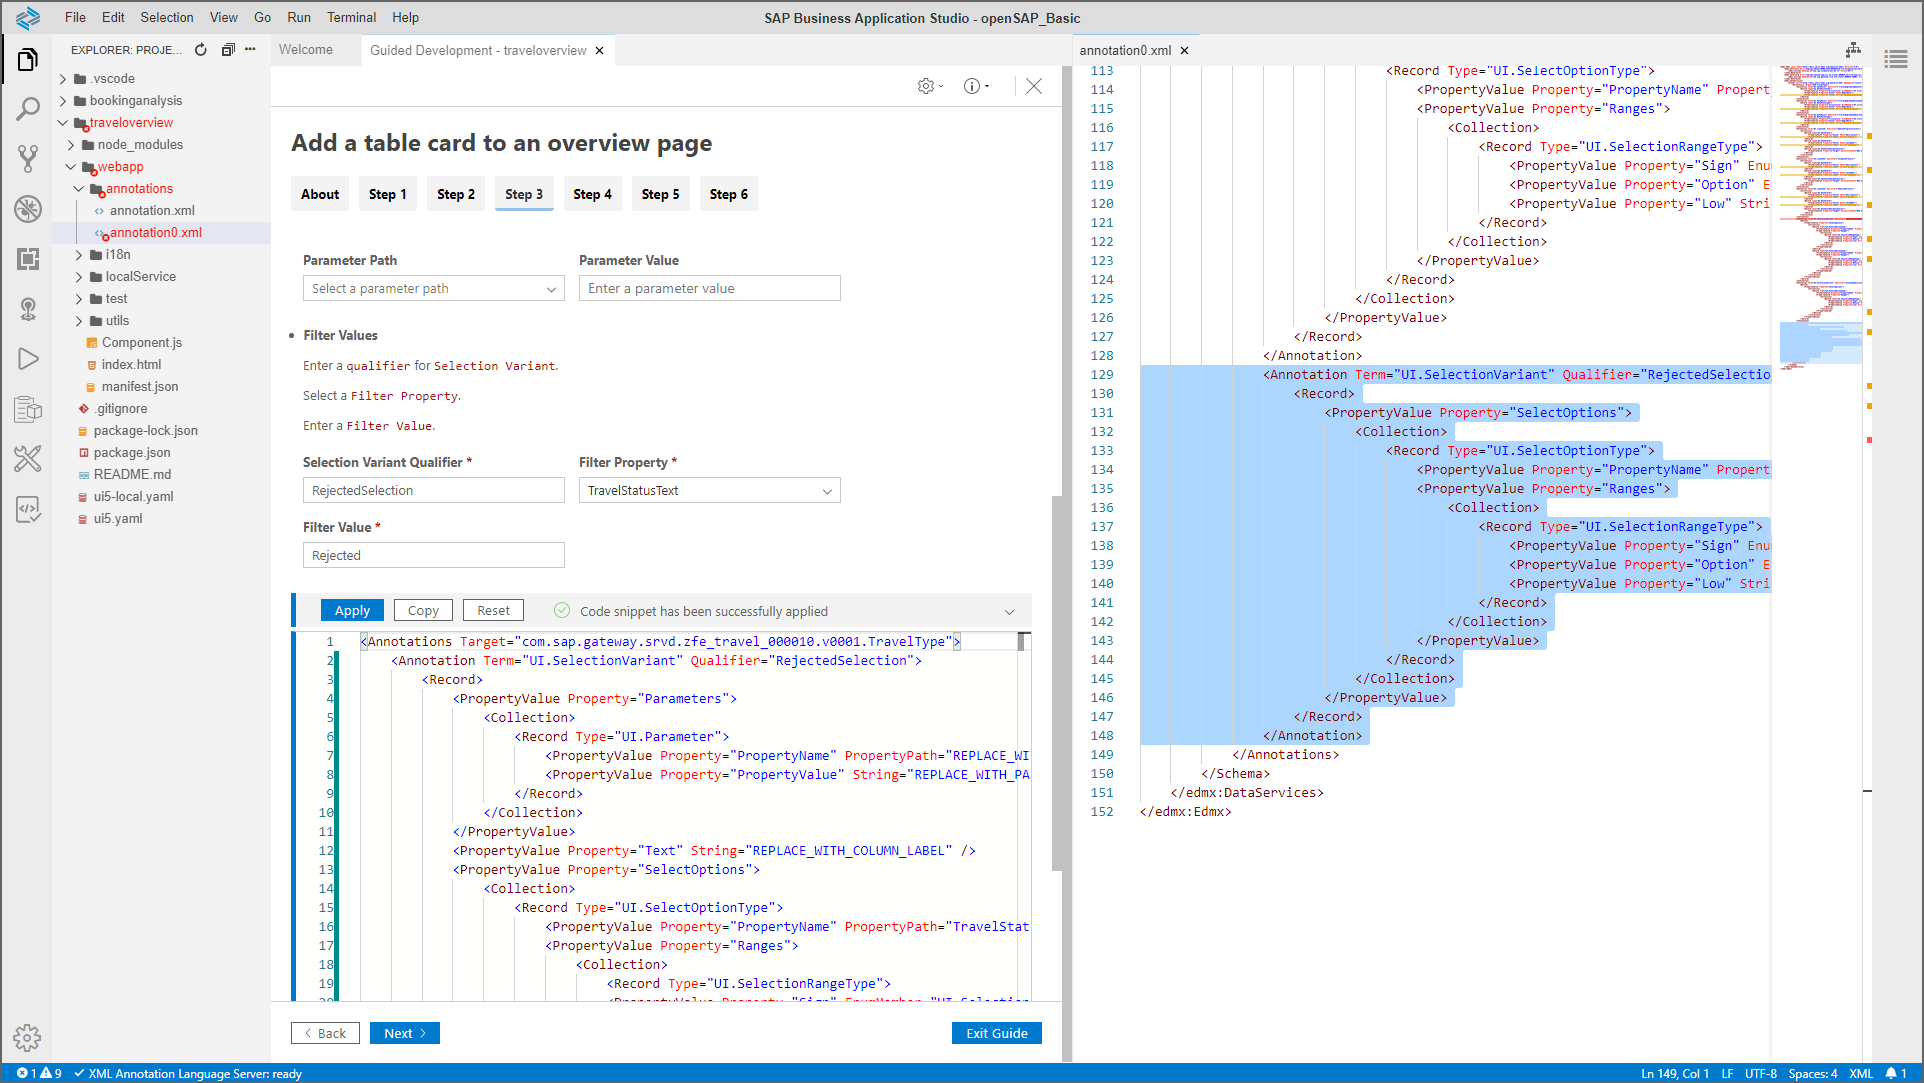 File Edit Selection View Go Run Terminal Help
SAP Business Application Studio - openSAP_Basic
EXPLORER: PROJE...
.vscode
bookinganalysis
traveloverview
node_modules
webapp
annotations
annotation.xml
annotation0.xml
i18n
localService
test
utils
Component.js
index.html
manifest.json
.gitignore
package-lock.json
package.json
README.md
ui5-local.yaml
ui5.yaml
Welcome
Guided Development - traveloverview
Add a table card to an overview page
About Step 1 Step 2 Step 3 Step 4 Step 5 Step 6
Parameter Path Parameter Value
Select a parameter path Enter a parameter value
Filter Values
Enter a qualifier for Selection Variant.
Select a Filter Property.
Enter a Filter Value.
Selection Variant Qualifier * Filter Property *
RejectedSelection TravelStatusText
Filter Value *
Rejected
Apply Copy Reset Code snippet has been successfully applied
1 <Annotations Target="com.sap.gateway.srvd.zfe_travel_000010.v0001.TravelType">
2 <Annotation Term="UI.SelectionVariant" Qualifier="RejectedSelection">
3 <Record>
4 <PropertyValue Property="Parameters">
5 <Collection>
6 <Record Type="UI.Parameter">
7 <PropertyValue Property="PropertyName" PropertyPath="REPLACE_WI
8 <PropertyValue Property="PropertyValue" String="REPLACE_WITH_PA
9 </Record>
10 </Collection>
11 </PropertyValue>
12 <PropertyValue Property="Text" String="REPLACE_WITH_COLUMN_LABEL" />
13 <PropertyValue Property="SelectOptions">
14 <Collection>
15 <Record Type="UI.SelectOptionType">
16 <PropertyValue Property="PropertyName" PropertyPath="TravelStat
17 <PropertyValue Property="Ranges">
18 <Collection>
19 <Record Type="UI.SelectionRangeType">
Back Next Exit Guide
annotation0.xml
113 <Record Type="UI.SelectOptionType">
114 <PropertyValue Property="PropertyName" Propert
115 <PropertyValue Property="Ranges">
116 <Collection>
117 <Record Type="UI.SelectionRangeType">
118 <PropertyValue Property="Sign" Enu
119 <PropertyValue Property="Option" E
120 <PropertyValue Property="Low" Stri
121 </Record>
122 </Collection>
123 </PropertyValue>
124 </Record>
125 </Collection>
126 </PropertyValue>
127 </Record>
128 </Annotation>
129 <Annotation Term="UI.SelectionVariant" Qualifier="RejectedSelectio
130 <Record>
131 <PropertyValue Property="SelectOptions">
132 <Collection>
133 <Record Type="UI.SelectOptionType">
134 <PropertyValue Property="PropertyName" Propert
135 <PropertyValue Property="Ranges">
136 <Collection>
137 <Record Type="UI.SelectionRangeType">
138 <PropertyValue Property="Sign" Enu
139 <PropertyValue Property="Option" E
140 <PropertyValue Property="Low" Stri
141 </Record>
142 </Collection>
143 </PropertyValue>
144 </Record>
145 </Collection>
146 </PropertyValue>
147 </Record>
148 </Annotation>
149 </Annotations>
150 </Schema>
151 </edmx:DataServices>
152 </edmx:Edmx>
1 9 XML Annotation Language Server: ready
Ln 149, Col 1 LF UTF-8 Spaces: 4 XML 1